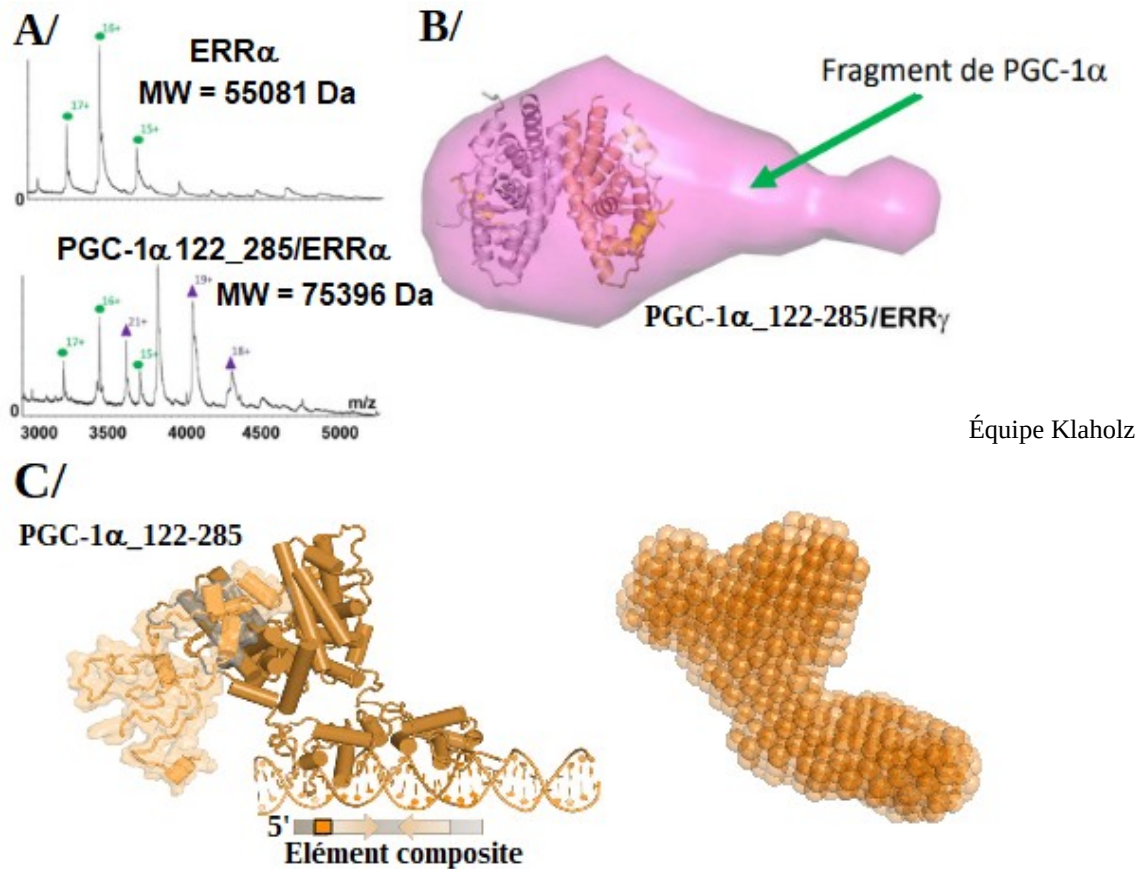 A/
16+
17+
15+
ERRα
MW = 55081 Da
0
PGC-1α 122_285/ERRα
MW = 75396 Da
19+
16+
21+
17+
15+
18+
m/z
0
3000 3500 4000 4500 5000
B/
Fragment de PGC-1α
PGC-1α_122-285/ERRγ
Équipe Klaholz
C/
PGC-1α_122-285
5'
Elément composite